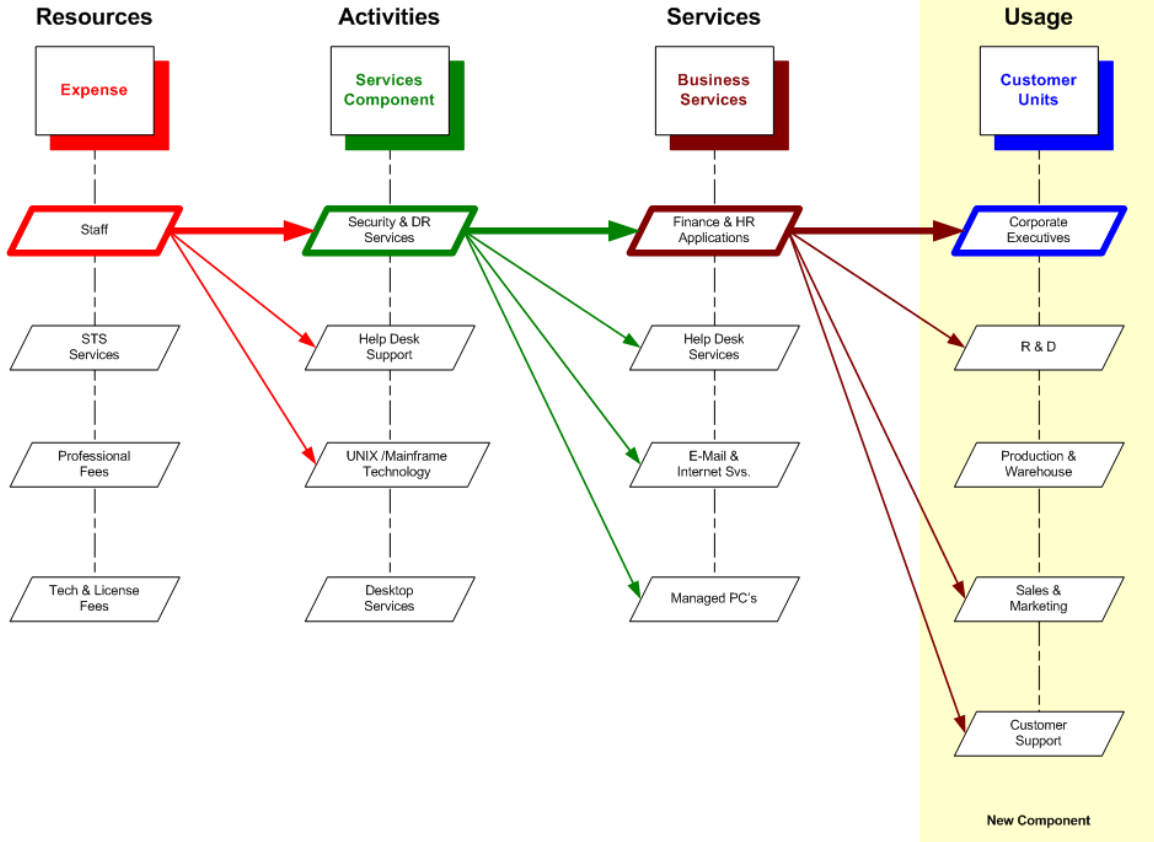 Resources
Activities
Services
Usage
Expense
Services
Component
Business
Services
Customer
Units
Staff
Security & DR
Services
Finance & HR
Applications
Corporate
Executives
STS
Services
Help Desk
Support
Help Desk
Services
R & D
Professional
Fees
UNIX /Mainframe
Technology
E-Mail &
Internet Svs.
Production &
Warehouse
Tech & License
Fees
Desktop
Services
Managed PC's
Sales &
Marketing
Customer
Support
New Component